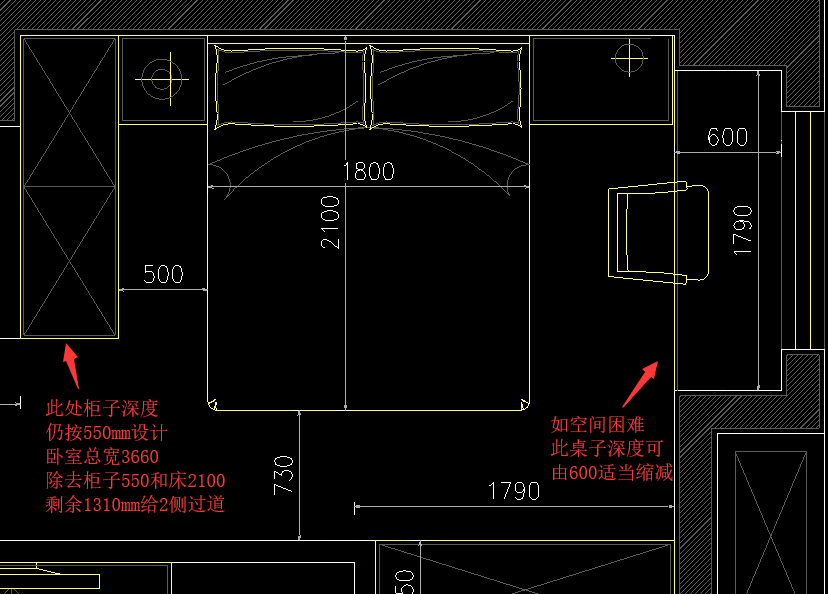 1800
2100
600
1790
500
此处柜子深度
仍按550mm设计
卧室总宽3660
除去柜子550和床2100
剩余1310mm给2侧过道
如空间困难
此桌子深度可
由600适当缩减
730
1790
50